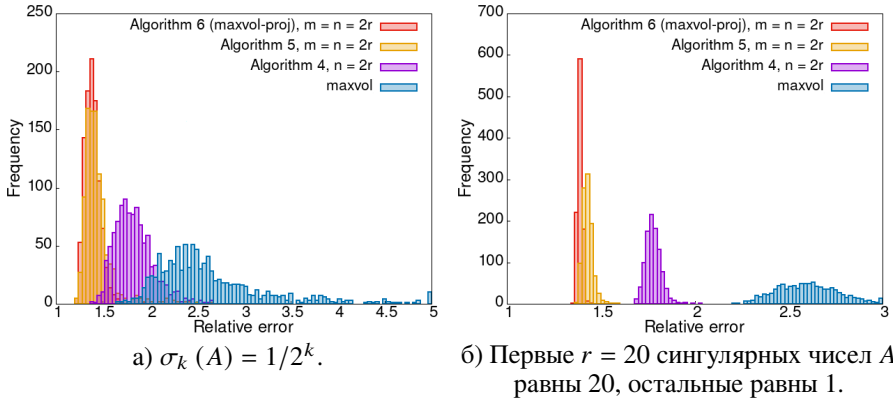 Algorithm 6 (maxvol-proj), m = n = 2r
Algorithm 5, m = n = 2r
Algorithm 4, n = 2r
maxvol
Frequency
250
200
150
100
50
0
1
1.5
2
2.5
3
3.5
4
4.5
5
Relative error
а) σₖ (A) = 1/2ᵏ.
Algorithm 6 (maxvol-proj), m = n = 2r
Algorithm 5, m = n = 2r
Algorithm 4, n = 2r
maxvol
Frequency
700
600
500
400
300
200
100
0
1
1.5
2
2.5
3
Relative error
б) Первые r = 20 сингулярных чисел A
равны 20, остальные равны 1.